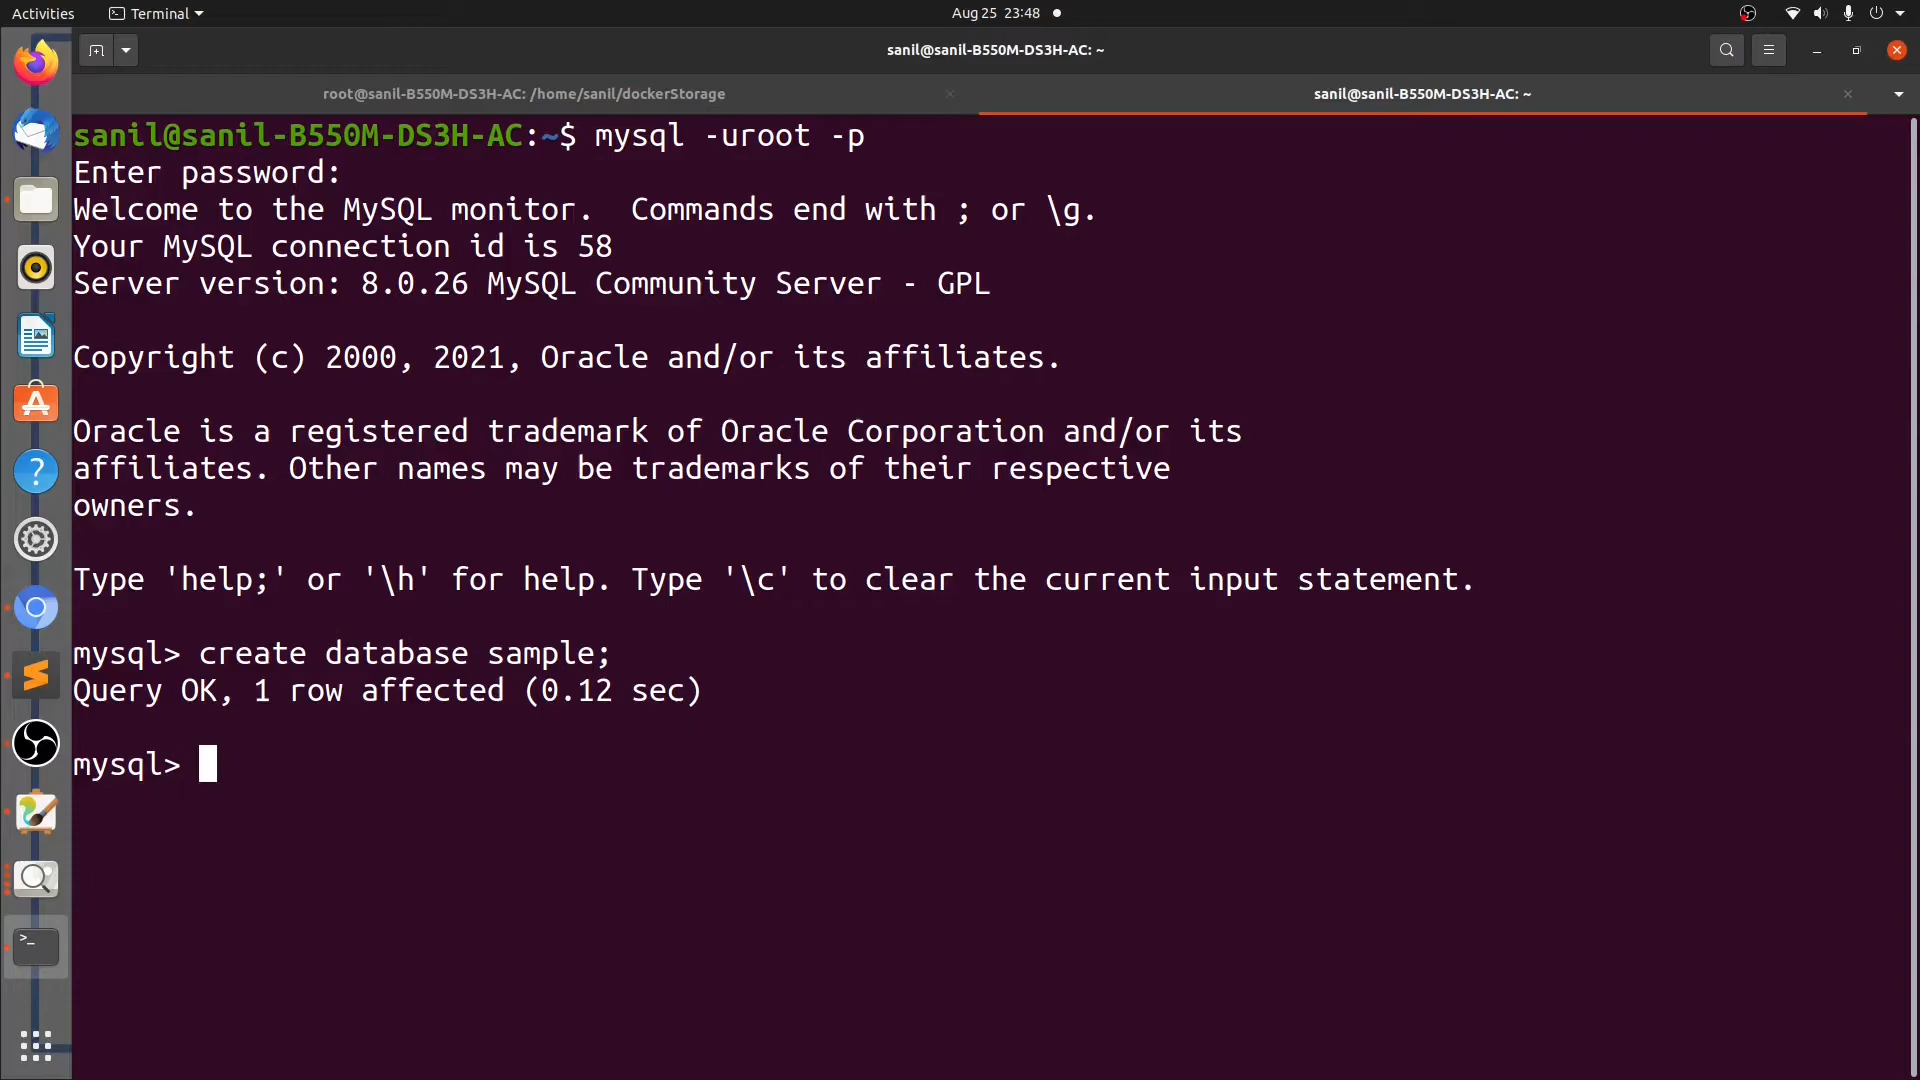 Activities
Terminal
Aug 25 23:48
sanil@sanil-B550M-DS3H-AC: ~
root@sanil-B550M-DS3H-AC: /home/sanil/dockerStorage
sanil@sanil-B550M-DS3H-AC: ~
sanil@sanil-B550M-DS3H-AC:~$ mysql -uroot -p
Enter password:
Welcome to the MySQL monitor.  Commands end with ; or \g.
Your MySQL connection id is 58
Server version: 8.0.26 MySQL Community Server - GPL
Copyright (c) 2000, 2021, Oracle and/or its affiliates.
Oracle is a registered trademark of Oracle Corporation and/or its
affiliates. Other names may be trademarks of their respective
owners.
Type 'help;' or '\h' for help. Type '\c' to clear the current input statement.
mysql> create database sample;
Query OK, 1 row affected (0.12 sec)
mysql>